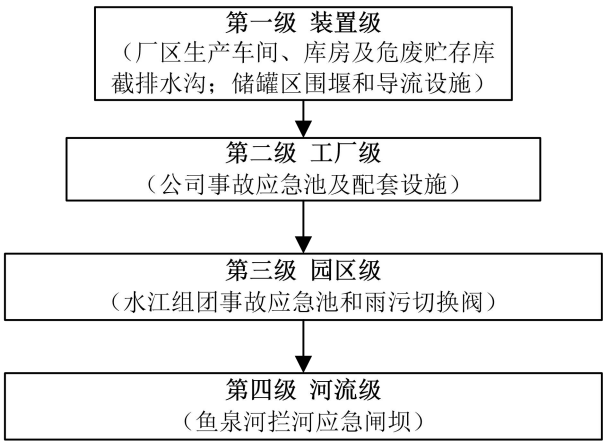 第一级 装置级
（厂区生产车间、库房及危废贮存库
截排水沟；储罐区围堰和导流设施）
第二级 工厂级
（公司事故应急池及配套设施）
第三级 园区级
（水江组团事故应急池和雨污切换阀）
第四级 河流级
（鱼泉河拦河应急闸坝）